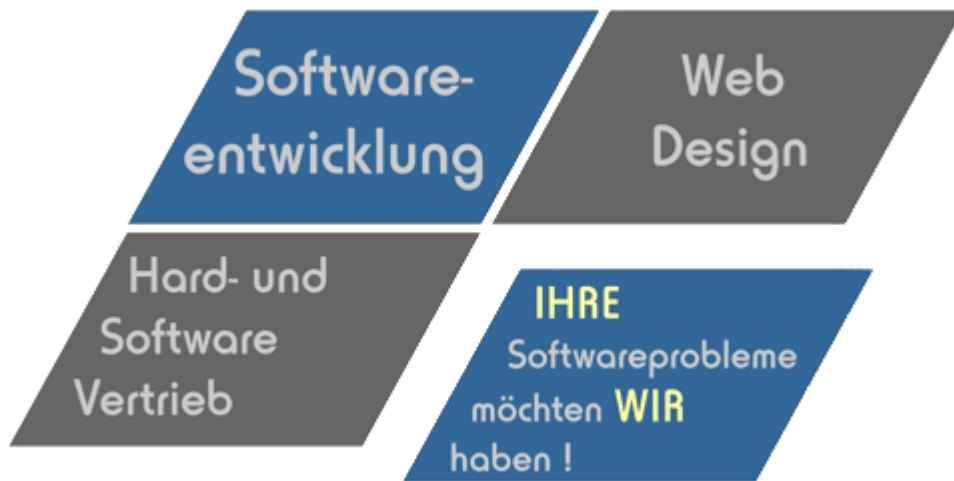 Software-
entwicklung
Web
Design
Hard- und
Software
Vertrieb
IHRE
Softwareprobleme
möchten WIR
haben !